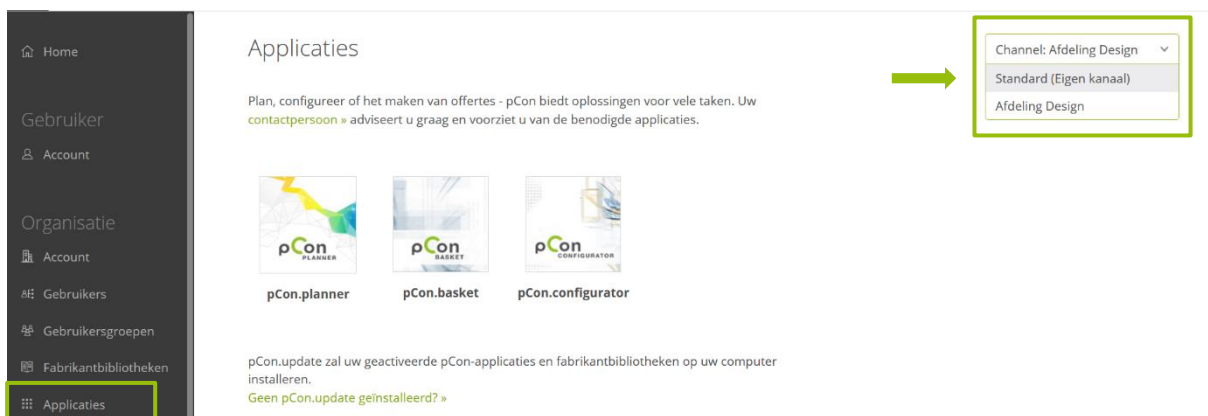 Home
Gebruiker
Account
Organisatie
Account
Gebruikers
Gebruikersgroepen
Fabrikantbibliotheken
Applicaties
Applicaties
Plan, configureer of het maken van offertes - pCon biedt oplossingen voor vele taken. Uw
contactpersoon » adviseert u graag en voorziet u van de benodigde applicaties.
pCon
PLANNER
pCon
BASKET
pCon
CONFIGURATOR
pCon.planner
pCon.basket
pCon.configurator
pCon.update zal uw geactiveerde pCon-applicaties en fabrikantbibliotheken op uw computer
installeren.
Geen pCon.update geïnstalleerd? »
Channel: Afdeling Design
Standard (Eigen kanaal)
Afdeling Design